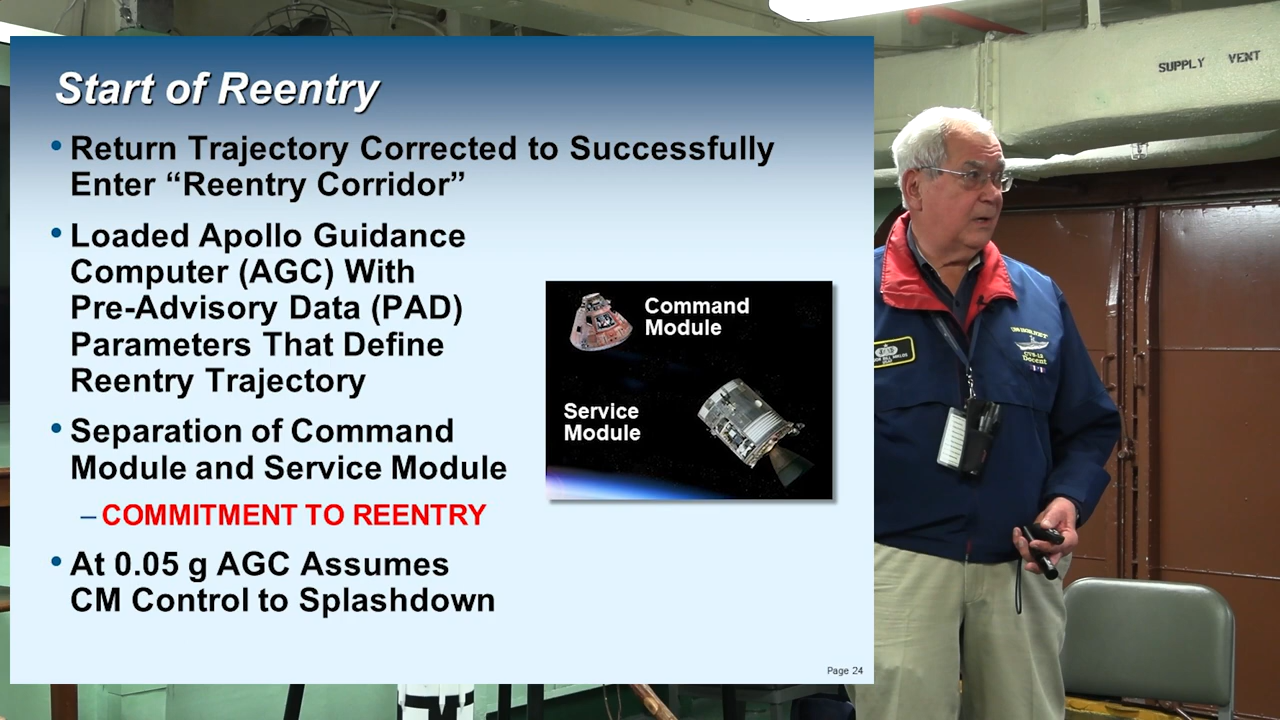 Start of Reentry
• Return Trajectory Corrected to Successfully
Enter “Reentry Corridor”
• Loaded Apollo Guidance
Computer (AGC) With
Pre-Advisory Data (PAD)
Parameters That Define
Reentry Trajectory
• Separation of Command
Module and Service Module
– COMMITMENT TO REENTRY
• At 0.05 g AGC Assumes
CM Control to Splashdown
Command
Module
Service
Module
Page 24
SUPPLY VENT
USS HORNET
CVS-12
Docent